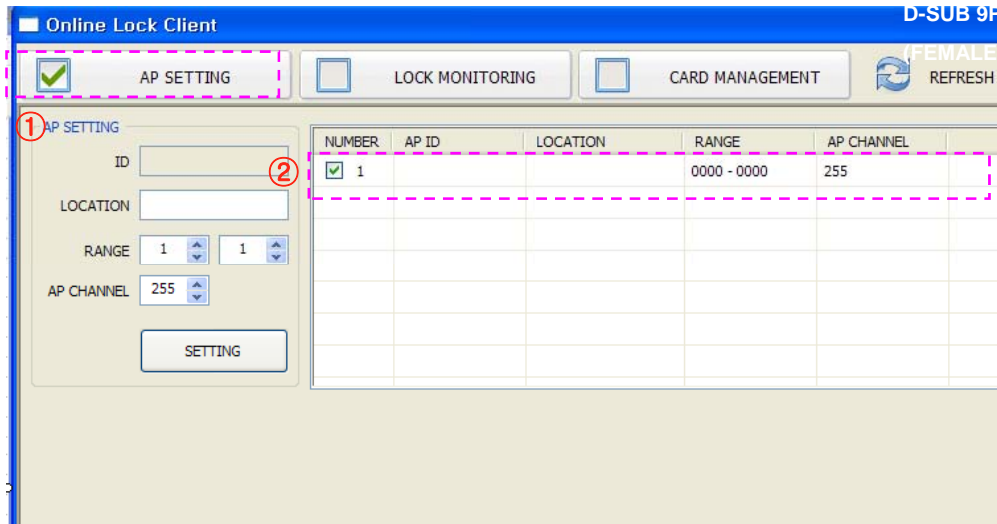 Online Lock Client
D-SUB 9P
(FEMALE
AP SETTING
LOCK MONITORING
CARD MANAGEMENT
REFRESH
①
AP SETTING
ID
LOCATION
RANGE 1 1
AP CHANNEL 255
SETTING
②
NUMBER AP ID LOCATION RANGE AP CHANNEL
1 0000 - 0000 255